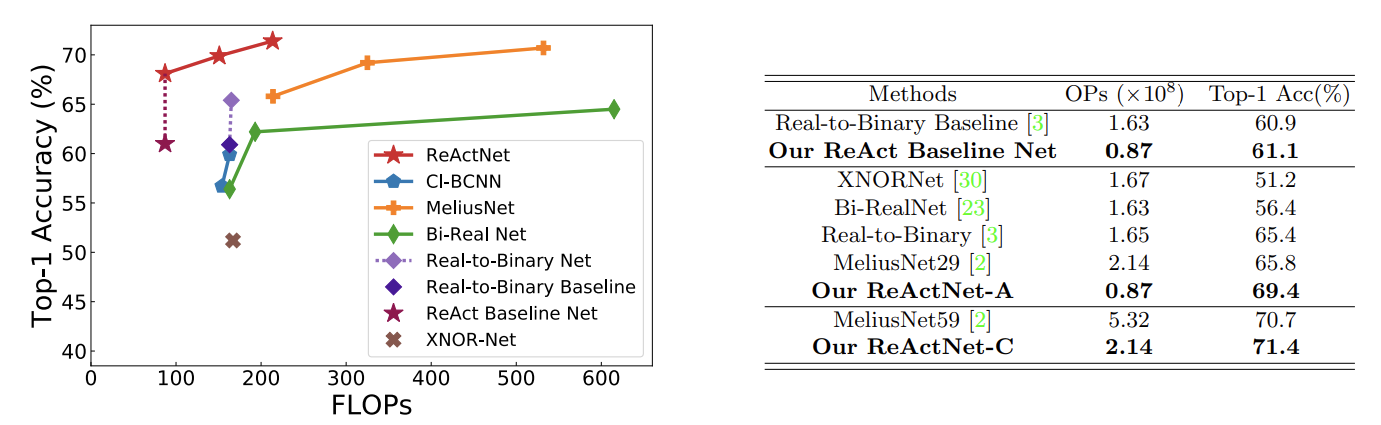 Top-1 Accuracy (%)
70
65
60
55
50
45
40
0 100 200 300 400 500 600
FLOPs
ReActNet
CI-BCNN
MeliusNet
Bi-Real Net
Real-to-Binary Net
Real-to-Binary Baseline
ReAct Baseline Net
XNOR-Net
Methods OPs (×10⁸) Top-1 Acc(%)
Real-to-Binary Baseline [3] 1.63 60.9
Our ReAct Baseline Net 0.87 61.1
XNORNet [30] 1.67 51.2
Bi-RealNet [23] 1.63 56.4
Real-to-Binary [3] 1.65 65.4
MeliusNet29 [2] 2.14 65.8
Our ReActNet-A 0.87 69.4
MeliusNet59 [2] 5.32 70.7
Our ReActNet-C 2.14 71.4